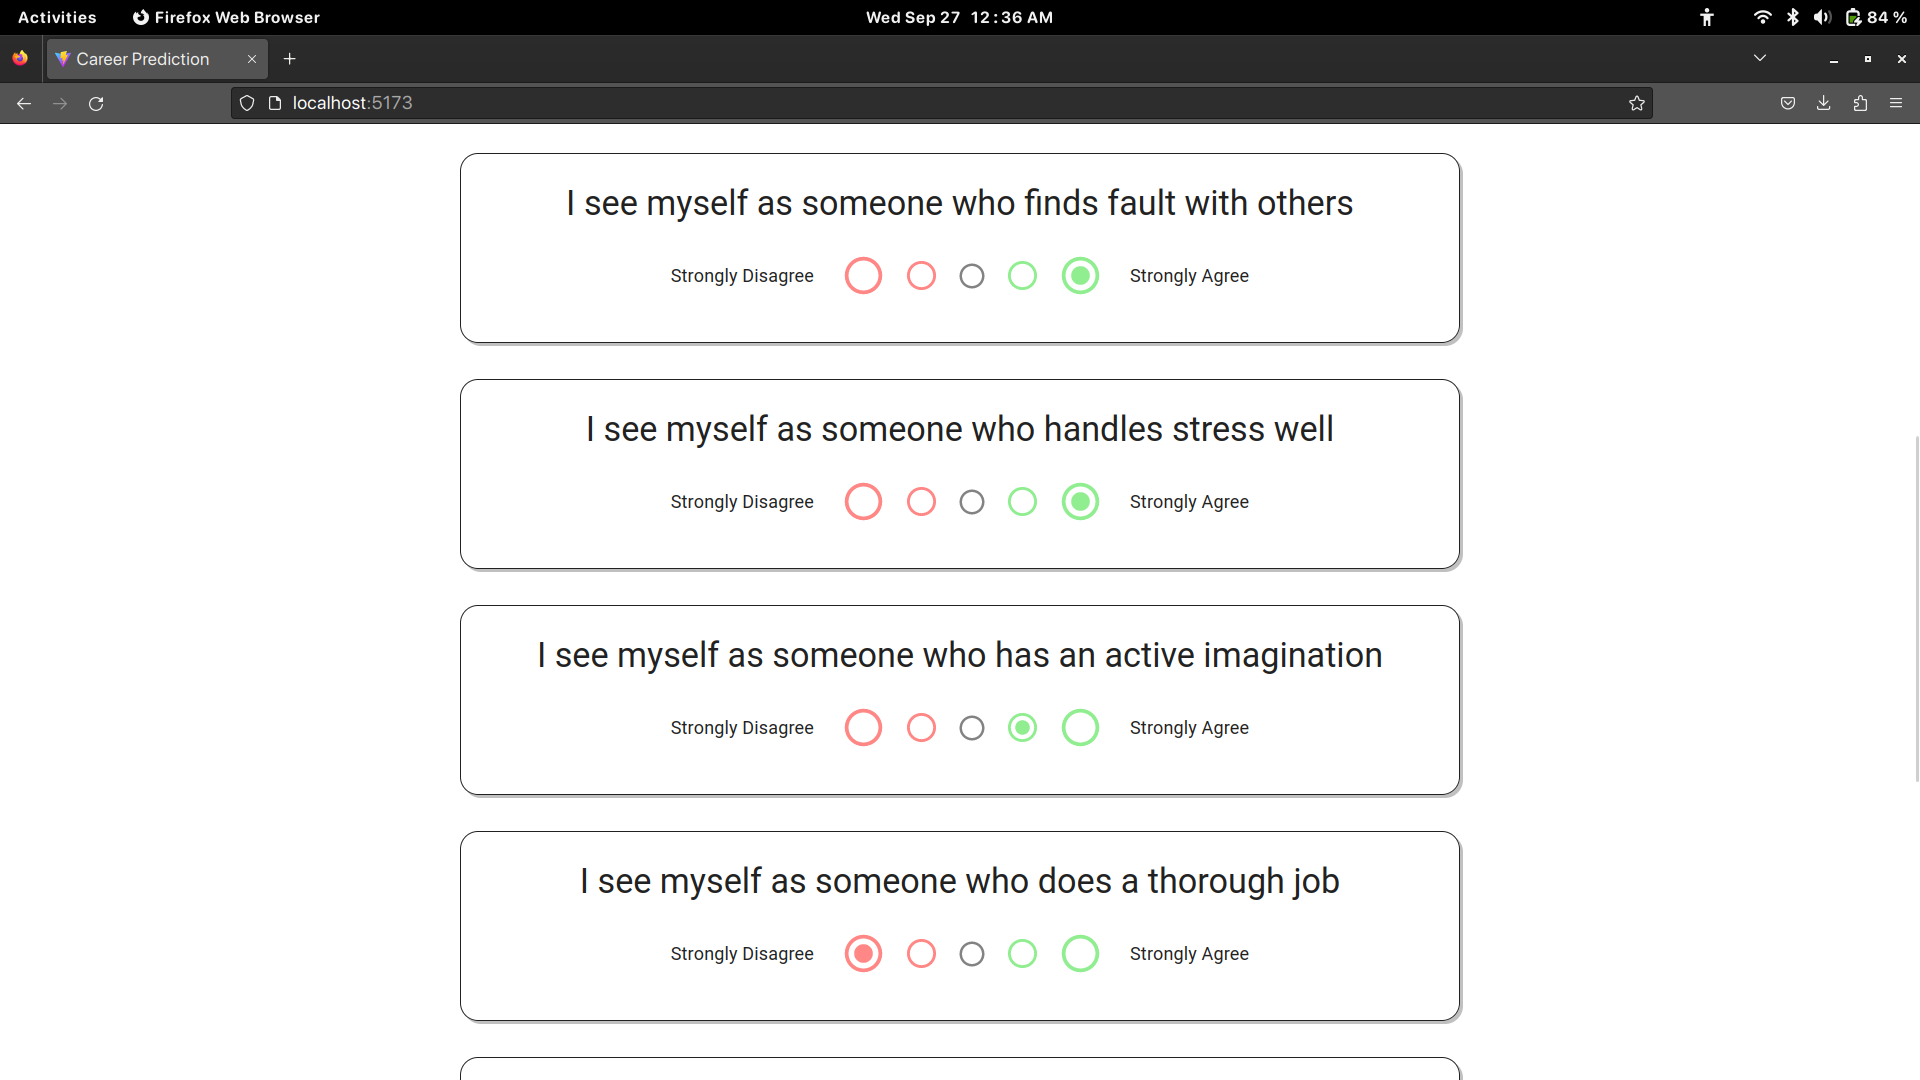 Activities Firefox Web Browser Wed Sep 27 12:36 AM 84 %
Career Prediction
localhost:5173
I see myself as someone who finds fault with others
Strongly Disagree Strongly Agree
I see myself as someone who handles stress well
Strongly Disagree Strongly Agree
I see myself as someone who has an active imagination
Strongly Disagree Strongly Agree
I see myself as someone who does a thorough job
Strongly Disagree Strongly Agree